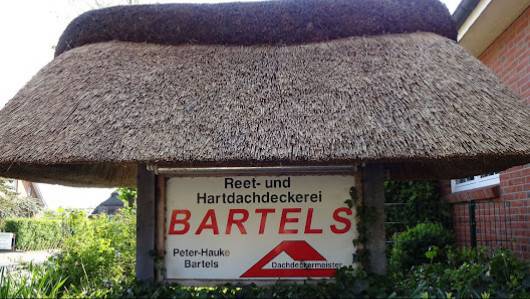 Reet- und
Hartdachdeckerei
BARTELS
Peter-Hauke
Bartels
Dachdeckermeister